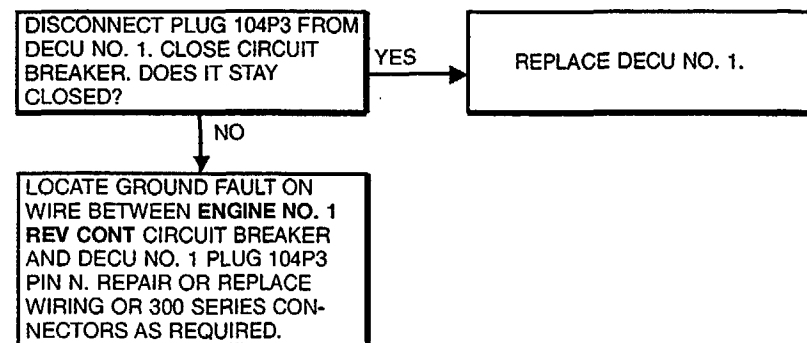 DISCONNECT PLUG 104P3 FROM
DECU NO. 1. CLOSE CIRCUIT
BREAKER. DOES IT STAY
CLOSED?
YES
REPLACE DECU NO. 1.
NO
LOCATE GROUND FAULT ON
WIRE BETWEEN ENGINE NO. 1
REV CONT CIRCUIT BREAKER
AND DECU NO. 1 PLUG 104P3
PIN N. REPAIR OR REPLACE
WIRING OR 300 SERIES CON-
NECTORS AS REQUIRED.